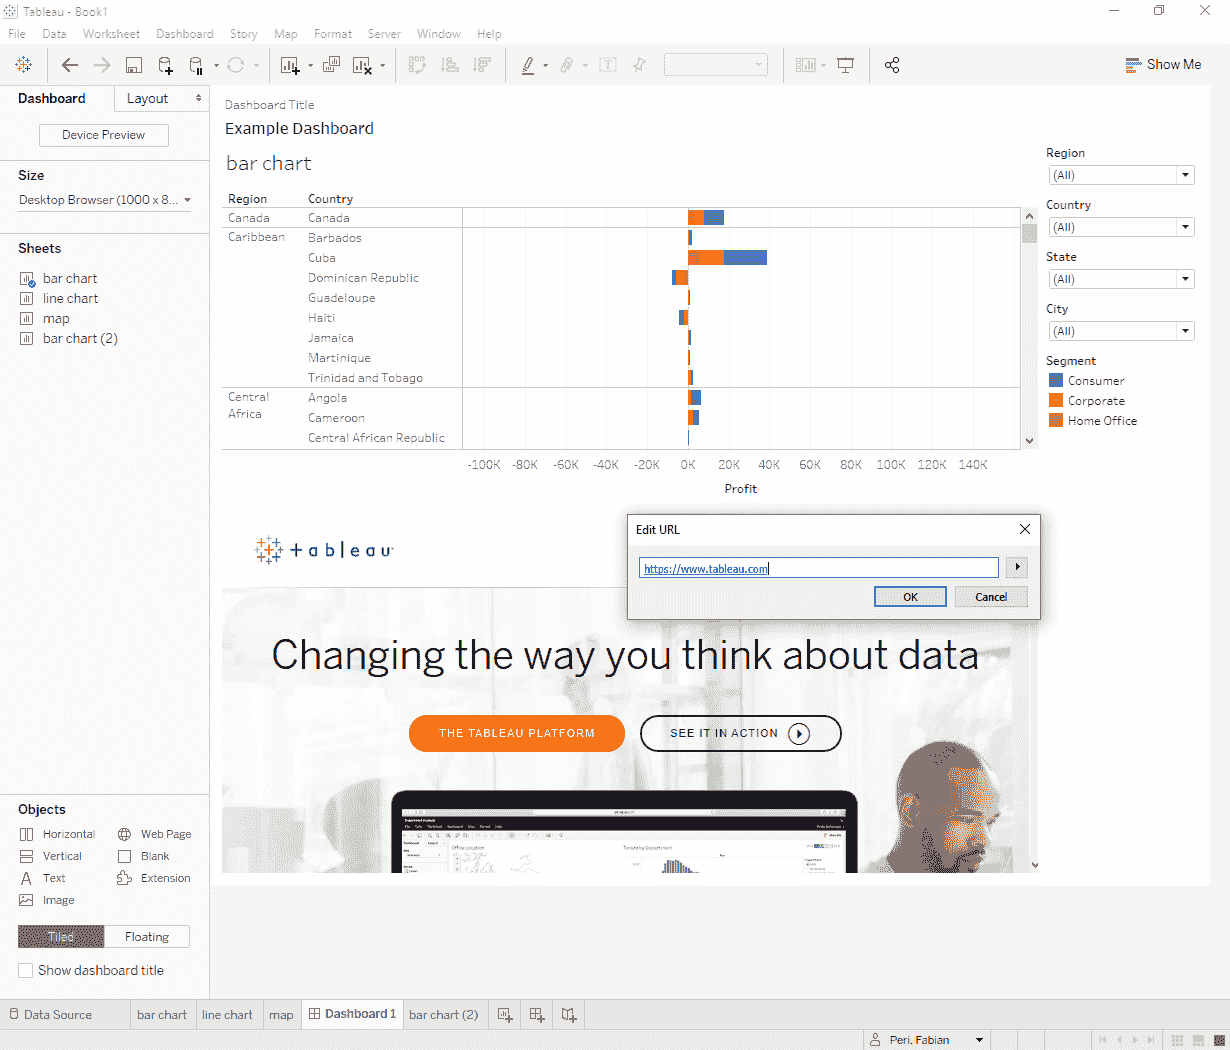 Tableau - Book1
File Data Worksheet Dashboard Story Map Format Server Window Help
Show Me
Dashboard Layout
Device Preview
Size
Desktop Browser (1000 x 8...
Sheets
bar chart
line chart
map
bar chart (2)
Objects
Horizontal Web Page
Vertical Blank
Text Extension
Image
Tiled Floating
Show dashboard title
Dashboard Title
Example Dashboard
bar chart
Region Country
Canada Canada
Caribbean Barbados
Cuba
Dominican Republic
Guadeloupe
Haiti
Jamaica
Martinique
Trinidad and Tobago
Central Angola
Africa Cameroon
Central African Republic
-100K -80K -60K -40K -20K 0K 20K 40K 60K 80K 100K 120K 140K
Profit
Region
(All)
Country
(All)
State
(All)
City
(All)
Segment
Consumer
Corporate
Home Office
Edit URL
https://www.tableau.com
OK Cancel
+ableau
Changing the way you think about data
THE TABLEAU PLATFORM SEE IT IN ACTION
Office Location
Tenure by Department
Data Source bar chart line chart map Dashboard 1 bar chart (2)
Peri, Fabian